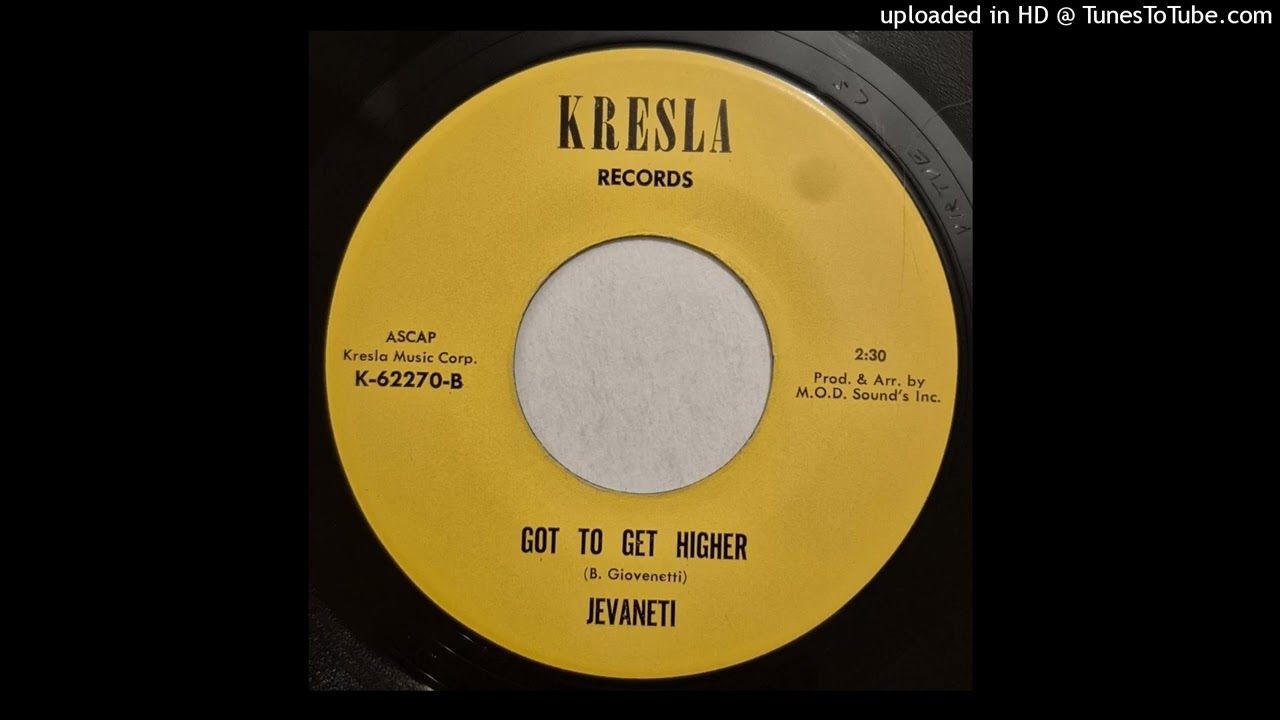 uploaded in HD @ TunesToTube.com
KRESLA
RECORDS
ASCAP
Kresla Music Corp.
K-62270-B
2:30
Prod. & Arr. by
M.O.D. Sound's Inc.
GOT TO GET HIGHER
(B. Giovenetti)
JEVANETI